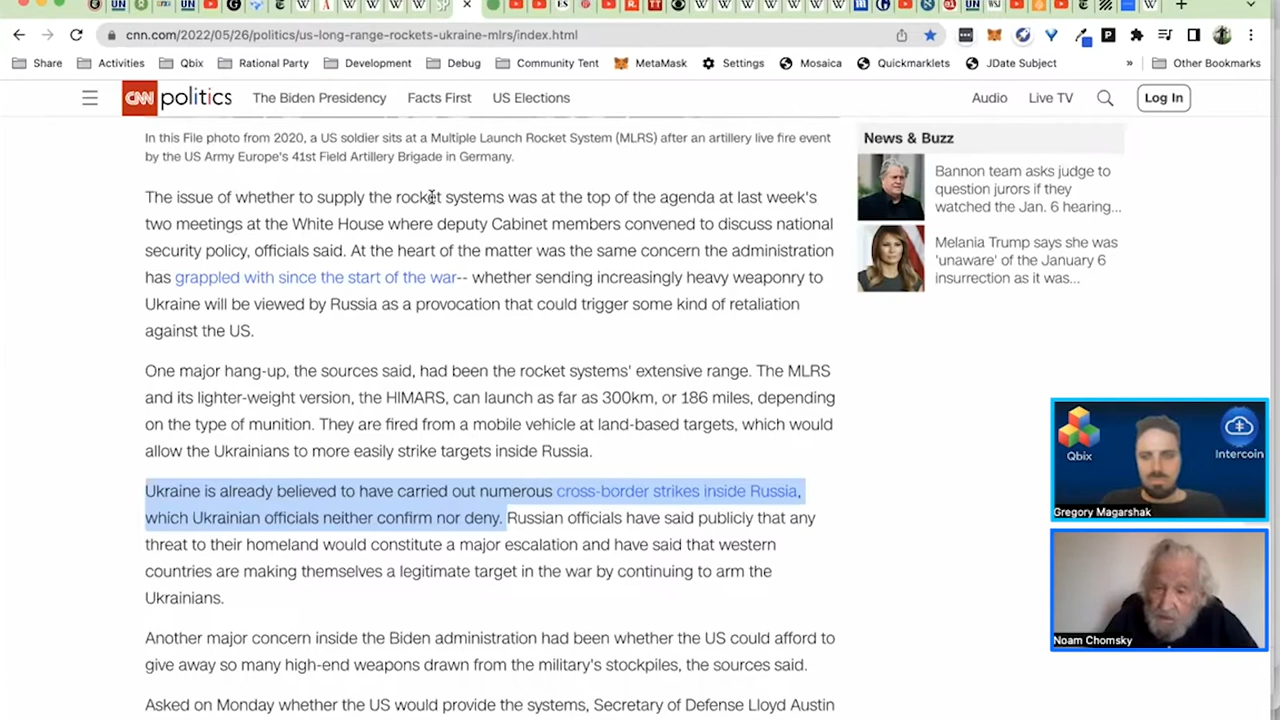 cnn.com/2022/05/26/politics/us-long-range-rockets-ukraine-mlrs/index.html
Share Activities Qbix Rational Party Development Debug Community Tent MetaMask Settings Mosaica Quickmarklets JDate Subject » Other Bookmarks
CNN politics The Biden Presidency Facts First US Elections Audio Live TV Log In
In this File photo from 2020, a US soldier sits at a Multiple Launch Rocket System (MLRS) after an artillery live fire event
by the US Army Europe's 41st Field Artillery Brigade in Germany.
The issue of whether to supply the rocket systems was at the top of the agenda at last week's
two meetings at the White House where deputy Cabinet members convened to discuss national
security policy, officials said. At the heart of the matter was the same concern the administration
has grappled with since the start of the war-- whether sending increasingly heavy weaponry to
Ukraine will be viewed by Russia as a provocation that could trigger some kind of retaliation
against the US.
One major hang-up, the sources said, had been the rocket systems' extensive range. The MLRS
and its lighter-weight version, the HIMARS, can launch as far as 300km, or 186 miles, depending
on the type of munition. They are fired from a mobile vehicle at land-based targets, which would
allow the Ukrainians to more easily strike targets inside Russia.
Ukraine is already believed to have carried out numerous cross-border strikes inside Russia,
which Ukrainian officials neither confirm nor deny. Russian officials have said publicly that any
threat to their homeland would constitute a major escalation and have said that western
countries are making themselves a legitimate target in the war by continuing to arm the
Ukrainians.
Another major concern inside the Biden administration had been whether the US could afford to
give away so many high-end weapons drawn from the military's stockpiles, the sources said.
Asked on Monday whether the US would provide the systems, Secretary of Defense Lloyd Austin
News & Buzz
Bannon team asks judge to
question jurors if they
watched the Jan. 6 hearing...
Melania Trump says she was
'unaware' of the January 6
insurrection as it was...
Qbix
Intercoin
Gregory Magarshak
Noam Chomsky